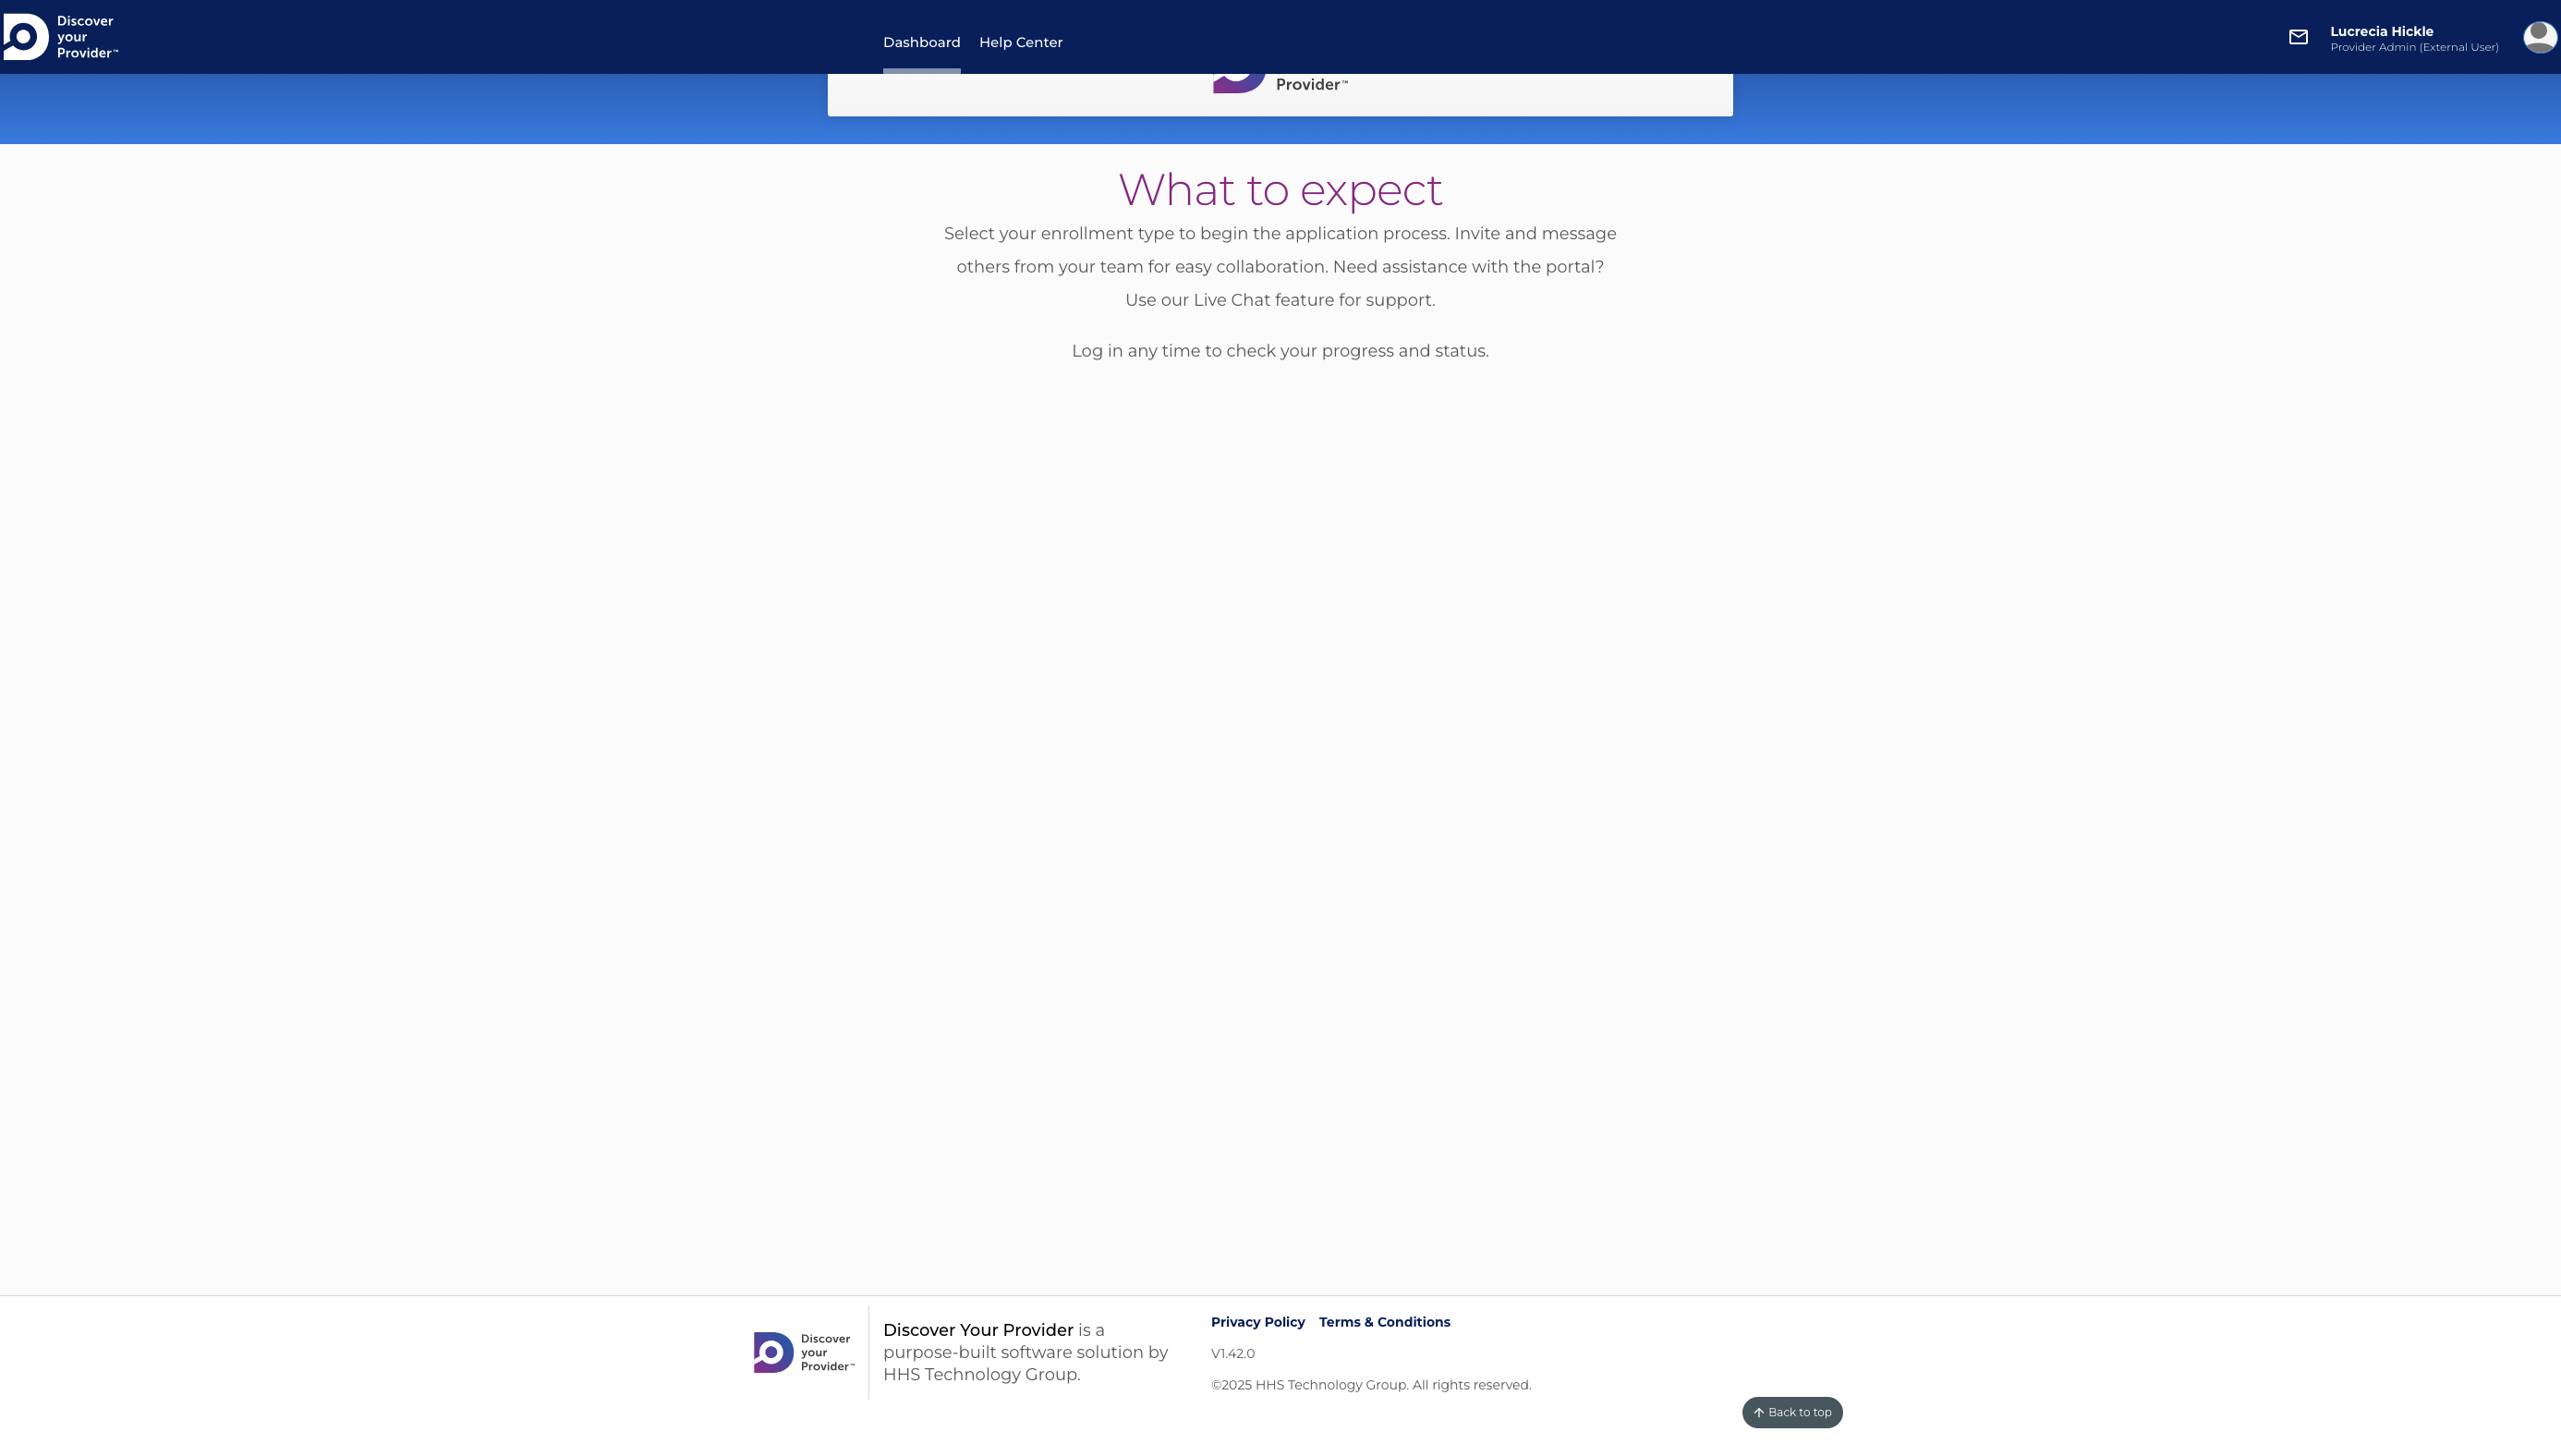 Discover
your
Provider™
Dashboard Help Center
Lucrecia Hickle
Provider Admin (External User)
Provider™
What to expect
Select your enrollment type to begin the application process. Invite and message
others from your team for easy collaboration. Need assistance with the portal?
Use our Live Chat feature for support.
Log in any time to check your progress and status.
Discover
your
Provider™
Discover Your Provider is a
purpose-built software solution by
HHS Technology Group.
Privacy Policy Terms & Conditions
V1.42.0
©2025 HHS Technology Group. All rights reserved.
Back to top